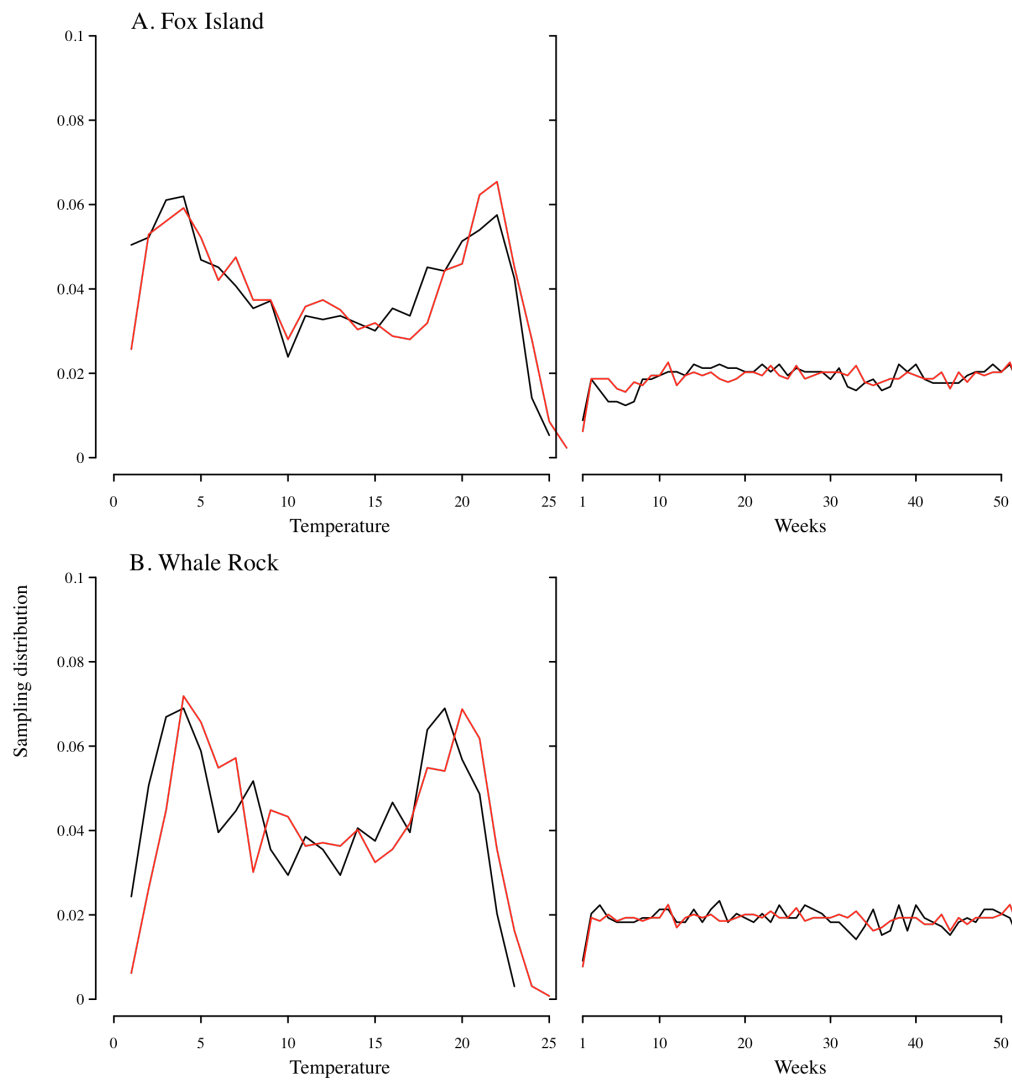 A. Fox Island
0.1
0.08
0.06
0.04
0.02
0
0 5 10 15 20 25
1 10 20 30 40 50
Temperature
Weeks
B. Whale Rock
Sampling distribution
0.1
0.08
0.06
0.04
0.02
0
0 5 10 15 20 25
1 10 20 30 40 50
Temperature
Weeks